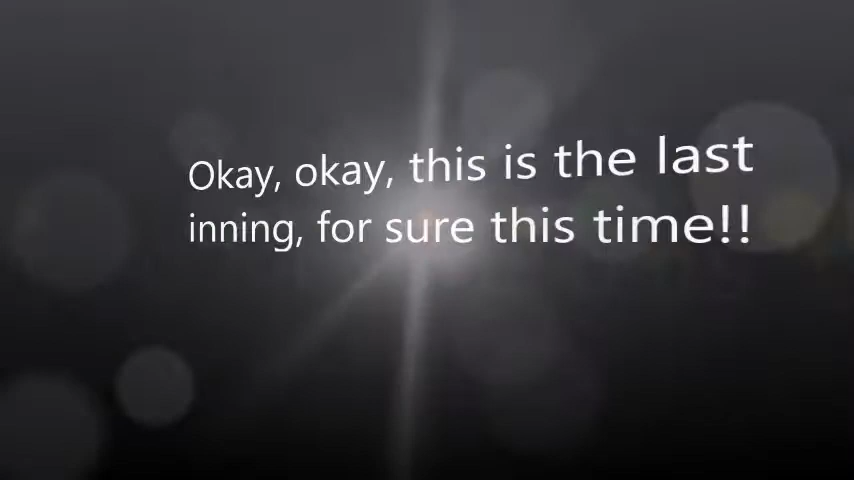 Okay, okay, this is the last
inning, for sure this time!!